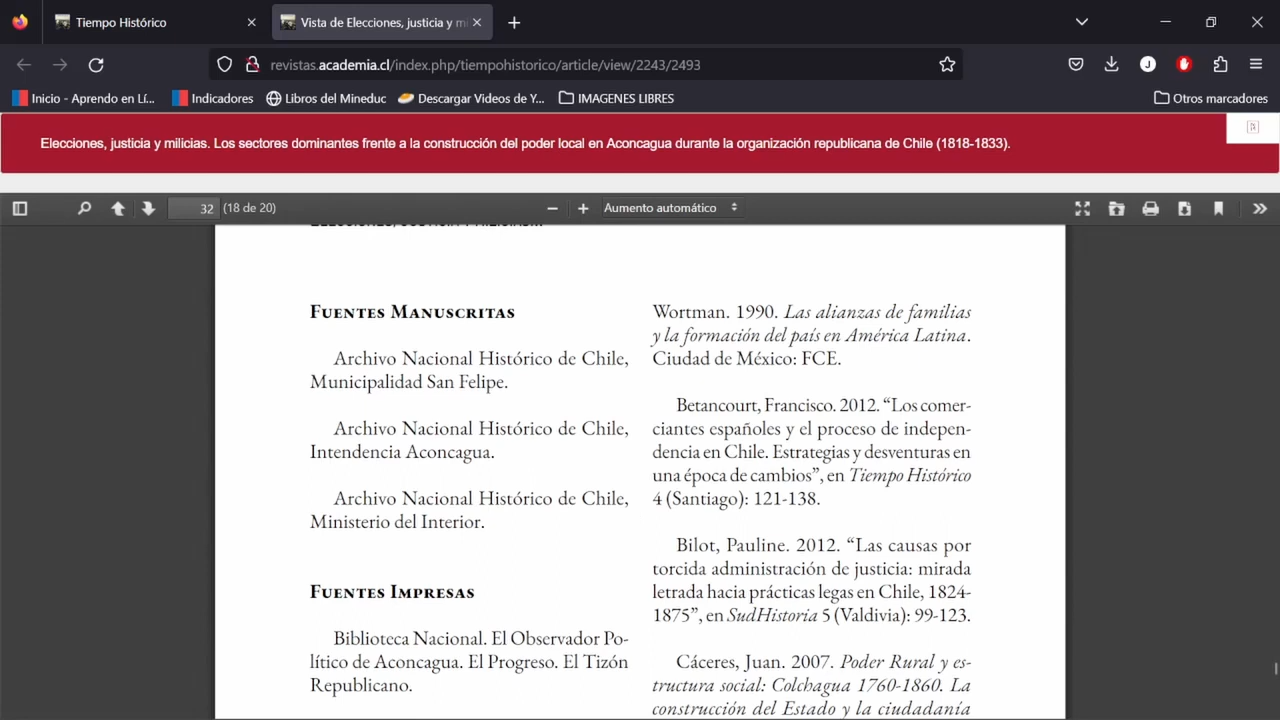 Tiempo Histórico
Vista de Elecciones, justicia y mi
revistas.academia.cl/index.php/tiempohistorico/article/view/2243/2493
J
Inicio - Aprendo en Lí...
Indicadores
Libros del Mineduc
Descargar Videos de Y...
IMAGENES LIBRES
Otros marcadores
Elecciones, justicia y milicias. Los sectores dominantes frente a la construcción del poder local en Aconcagua durante la organización republicana de Chile (1818-1833).
32
(18 de 20)
Aumento automático
Fuentes Manuscritas
Archivo Nacional Histórico de Chile,
Municipalidad San Felipe.
Archivo Nacional Histórico de Chile,
Intendencia Aconcagua.
Archivo Nacional Histórico de Chile,
Ministerio del Interior.
Fuentes Impresas
Biblioteca Nacional. El Observador Po-
lítico de Aconcagua. El Progreso. El Tizón
Republicano.
Wortman. 1990. Las alianzas de familias
y la formación del país en América Latina.
Ciudad de México: FCE.
Betancourt, Francisco. 2012. “Los comer-
ciantes españoles y el proceso de indepen-
dencia en Chile. Estrategias y desventuras en
una época de cambios”, en Tiempo Histórico
4 (Santiago): 121-138.
Bilot, Pauline. 2012. “Las causas por
torcida administración de justicia: mirada
letrada hacia prácticas legas en Chile, 1824-
1875”, en SudHistoria 5 (Valdivia): 99-123.
Cáceres, Juan. 2007. Poder Rural y es-
tructura social: Colchagua 1760-1860. La
construcción del Estado y la ciudadanía